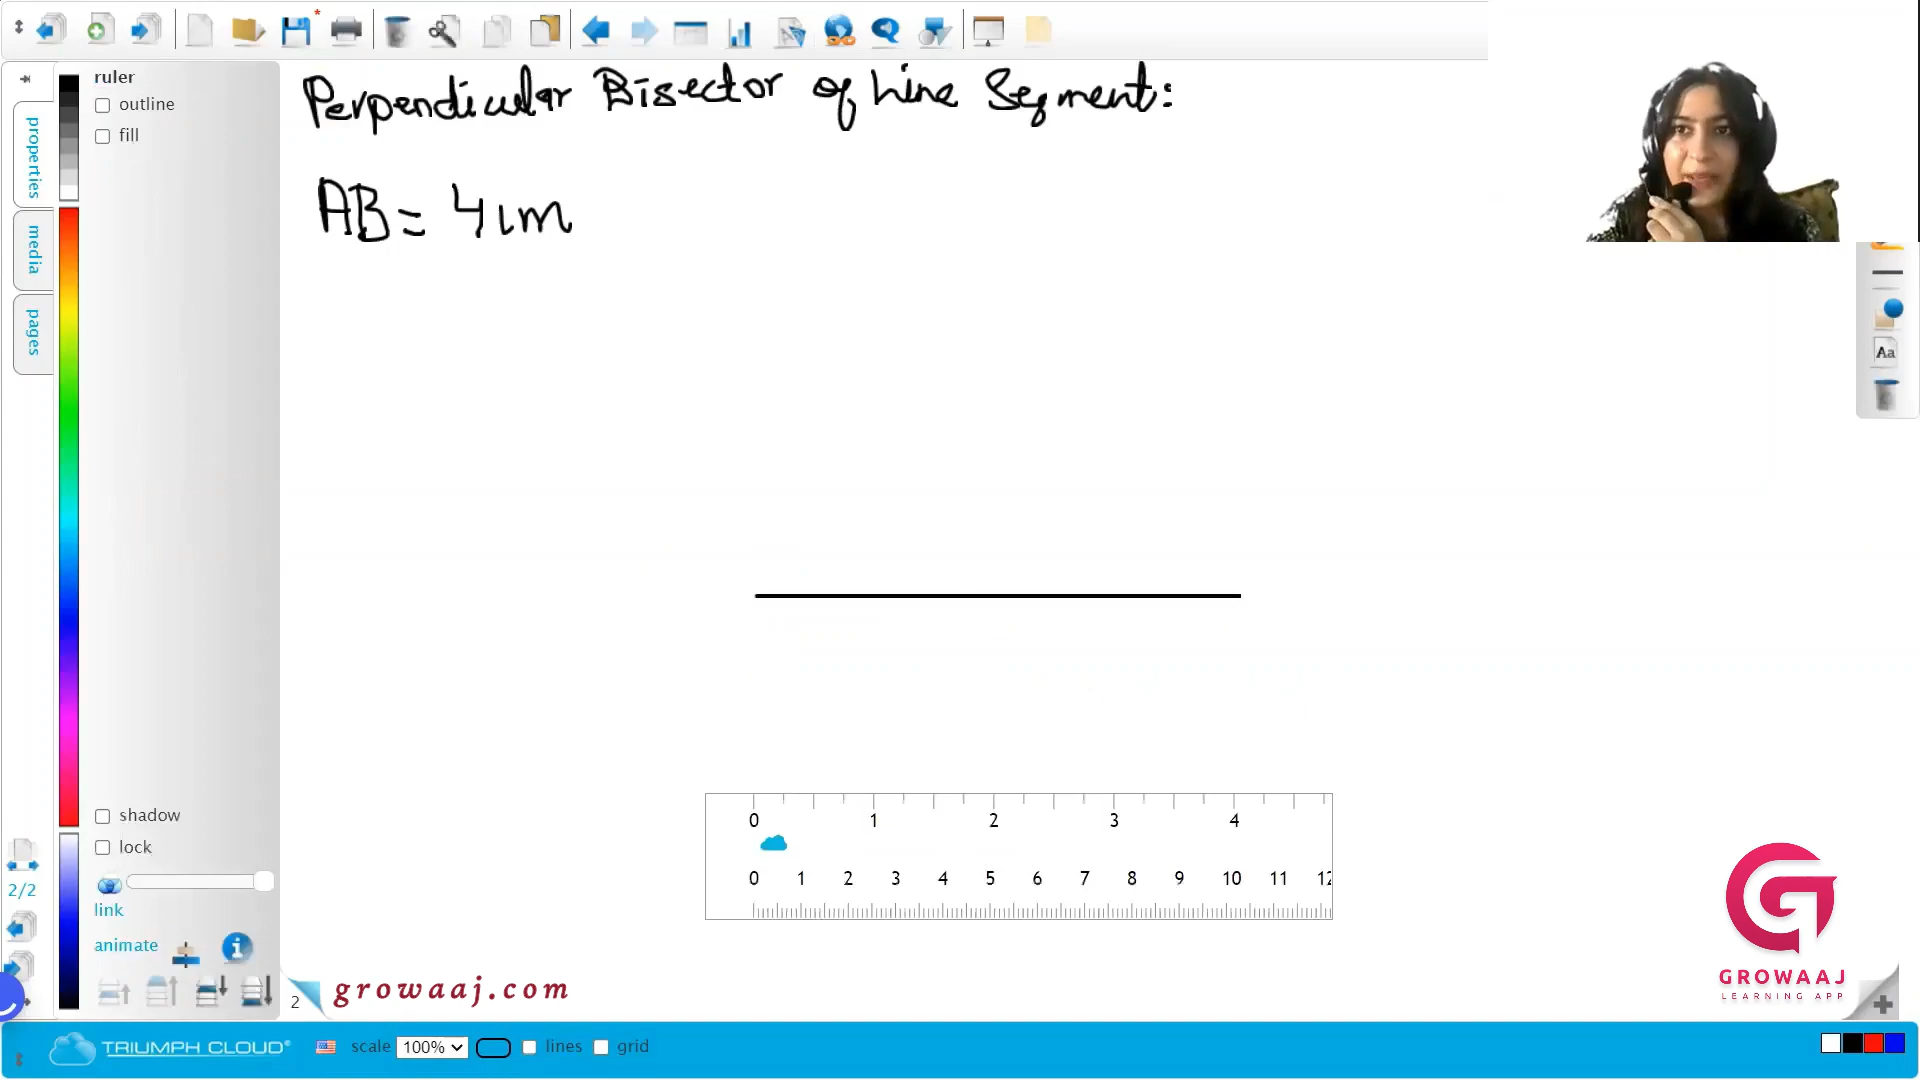 ruler
outline
fill
properties
media
pages
Perpendicular Bisector of Line Segment:
AB = 4cm
Aa
0 1 2 3 4
0 1 2 3 4 5 6 7 8 9 10 11 12
shadow
lock
2/2
link
animate
2
growaaj.com
GROWAAJ
LEARNING APP
TRIUMPH CLOUD
scale 100% lines grid